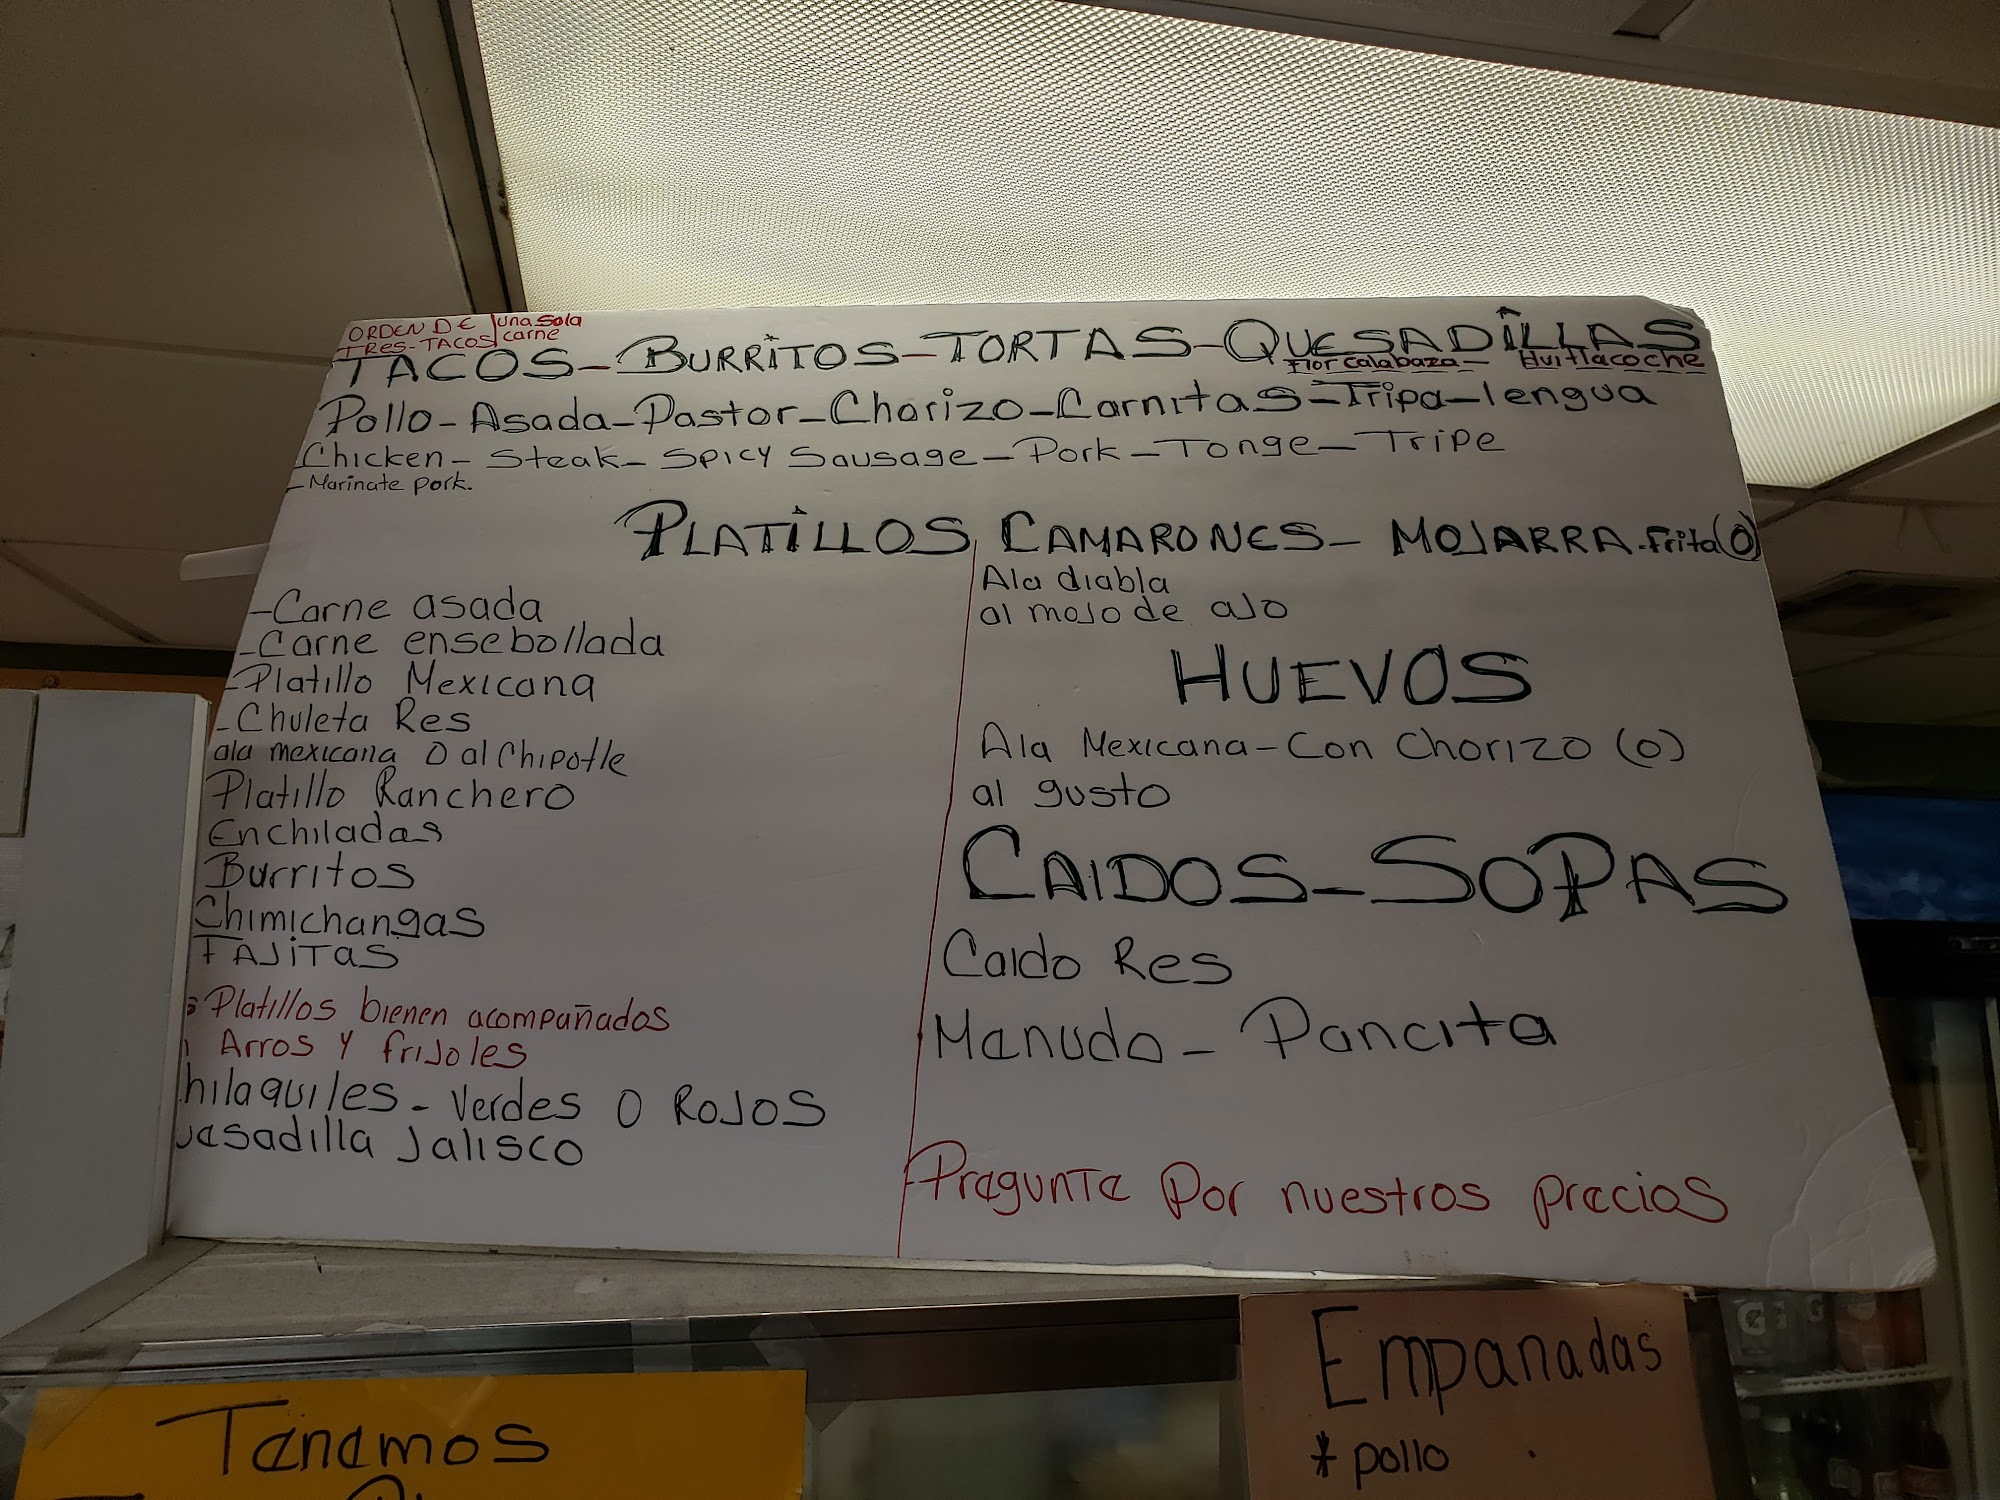 ORDEN DE una sola
TRES-TACOS carne
TACOS-BURRITOS-TORTAS-QUESADILLAS
Flor calabaza- Huitlacoche
Pollo-Asada-Pastor-Chorizo-Carnitas-Tripa-lengua
Chicken-Steak-Spicy Sausage-Pork-Tonge-Tripe
-Marinate pork.
PLATILLOS
-Carne asada
-Carne ensebollada
-Platillo Mexicana
-Chuleta Res
ala mexicana O al Chipotle
Platillo Ranchero
Enchiladas
Burritos
Chimichangas
FAJITAS
s Platillos bienen acompañados
n Arros y frijoles
hilaquiles-Verdes O ROJOS
uesadilla Jalisco
CAMARONES-MOJARRA.frita(O)
Ala diabla
al mojo de ajo
HUEVOS
Ala Mexicana-Con Chorizo (o)
al gusto
CAIDOS-SOPAS
Caldo Res
Menudo-Pancita
Pregunte Por nuestros precios
Tenemos
Empanadas
* pollo